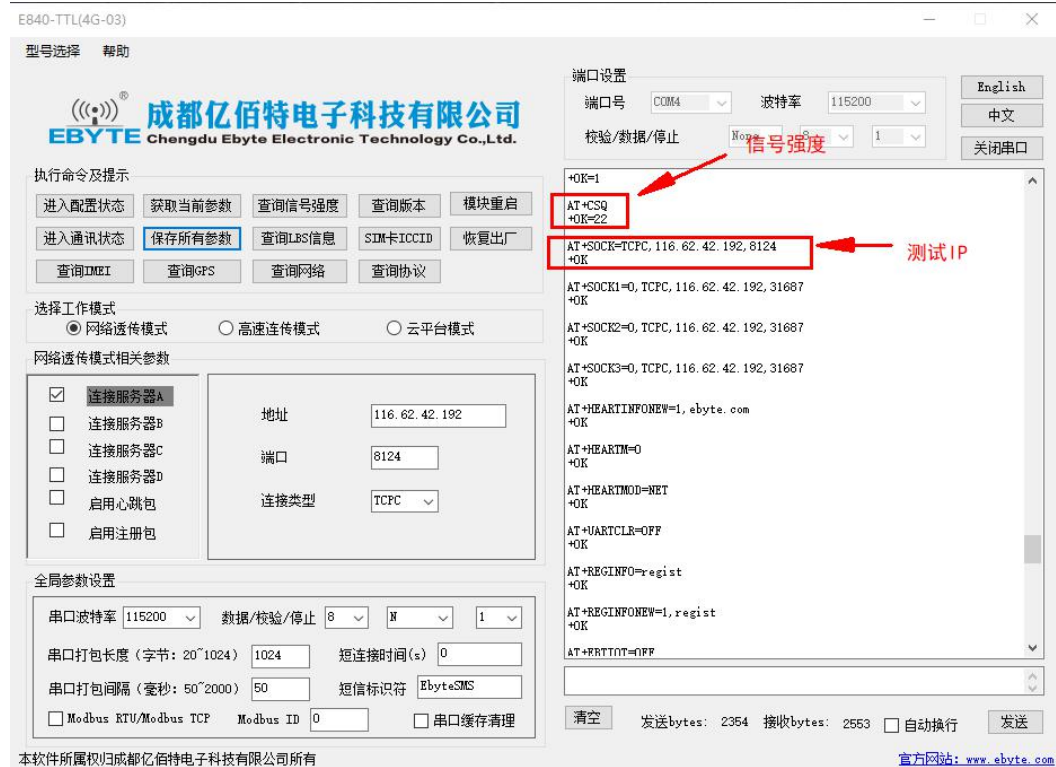 E840-TTL(4G-03)
型号选择 帮助
EBYTE ®
成都亿佰特电子科技有限公司
Chengdu Ebyte Electronic Technology Co.,Ltd.
端口设置
端口号 COM4 波特率 115200
校验/数据/停止 None 8 1
English
中文
关闭串口
信号强度
执行命令及提示
进入配置状态 获取当前参数 查询信号强度 查询版本 模块重启
进入通讯状态 保存所有参数 查询LBS信息 SIM卡ICCID 恢复出厂
查询IMEI 查询GPS 查询网络 查询协议
选择工作模式
网络透传模式 高速连传模式 云平台模式
网络透传模式相关参数
连接服务器A
连接服务器B
连接服务器C
连接服务器D
启用心跳包
启用注册包
地址 116.62.42.192
端口 8124
连接类型 TCPC
全局参数设置
串口波特率 115200 数据/校验/停止 8 N 1
串口打包长度 (字节: 20~1024) 1024 短连接时间(s) 0
串口打包间隔 (毫秒: 50~2000) 50 短信标识符 EbyteSMS
Modbus RTU/Modbus TCP Modbus ID 0 串口缓存清理
+OK=1
AT+CSQ
+OK=22
AT+SOCK=TCPC,116.62.42.192,8124
+OK
测试IP
AT+SOCK1=0,TCPC,116.62.42.192,31687
+OK
AT+SOCK2=0,TCPC,116.62.42.192,31687
+OK
AT+SOCK3=0,TCPC,116.62.42.192,31687
+OK
AT+HEARTINFONEW=1,ebyte.com
+OK
AT+HEARTM=0
+OK
AT+HEARTMOD=NET
+OK
AT+UARTCLR=OFF
+OK
AT+REGINFO=regist
+OK
AT+REGINFONEW=1,regist
+OK
AT+EBTIOT=OFF
清空 发送bytes: 2354 接收bytes: 2553 自动换行 发送
本软件所属权归成都亿佰特电子科技有限公司所有
官方网站: www.ebyte.com